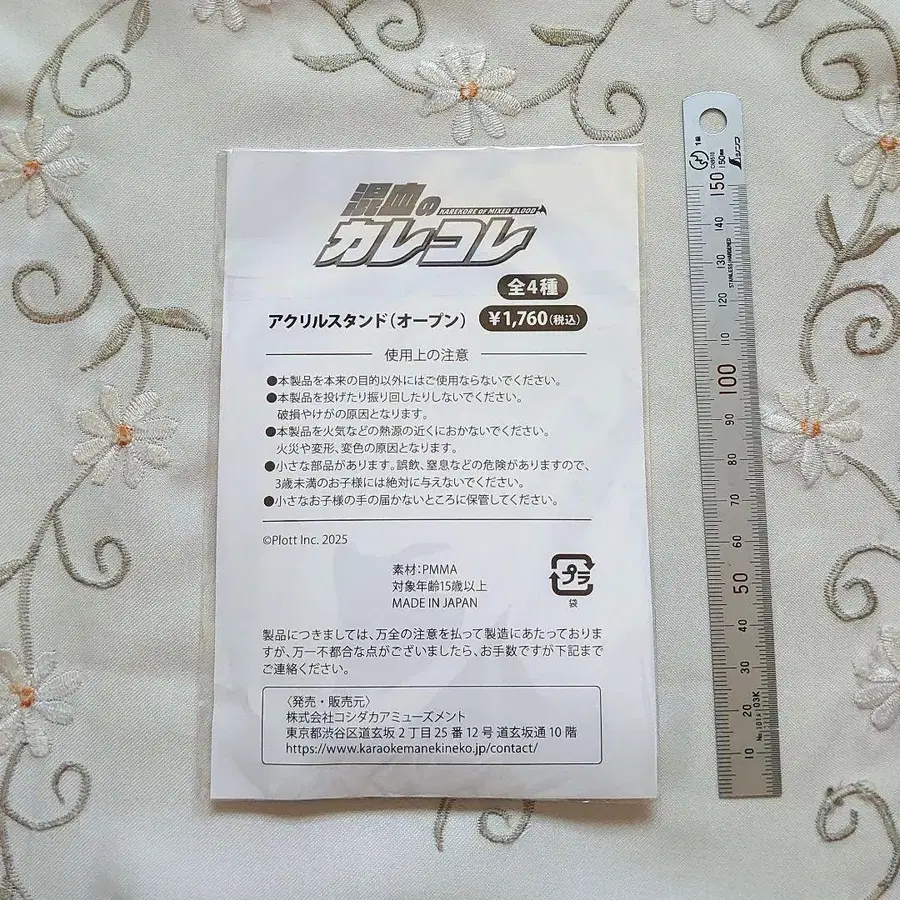 混血の
KAREKORE OF MIXED BLOOD
カレコレ
全4種
アクリルスタンド(オープン) ¥1,760(税込)
使用上の注意
●本製品を本来の目的以外にはご使用ならないでください。
●本製品を投げたり振り回したりしないでください。
破損やけがの原因となります。
●本製品を火気などの熱源の近くにおかないでください。
火災や変形、変色の原因となります。
●小さな部品があります。誤飲、窒息などの危険がありますので、
3歳未満のお子様には絶対に与えないでください。
●小さなお子様の手の届かないところに保管してください。
©Plott Inc. 2025
素材:PMMA
対象年齢15歳以上
MADE IN JAPAN
プラ
袋
製品につきましては、万全の注意を払って製造にあたっておりま
すが、万一不都合な点がございましたら、お手数ですが下記まで
ご連絡ください。
〈発売・販売元〉
株式会社コシダカアミューズメント
東京都渋谷区道玄坂2丁目25番12号 道玄坂通10階
https://www.karaokemanekineko.jp/contact/
1級
シンワ
150mm
STAINLESS HARDENED
150
140
130
120
110
100
90
80
70
60
50
40
30
20
10